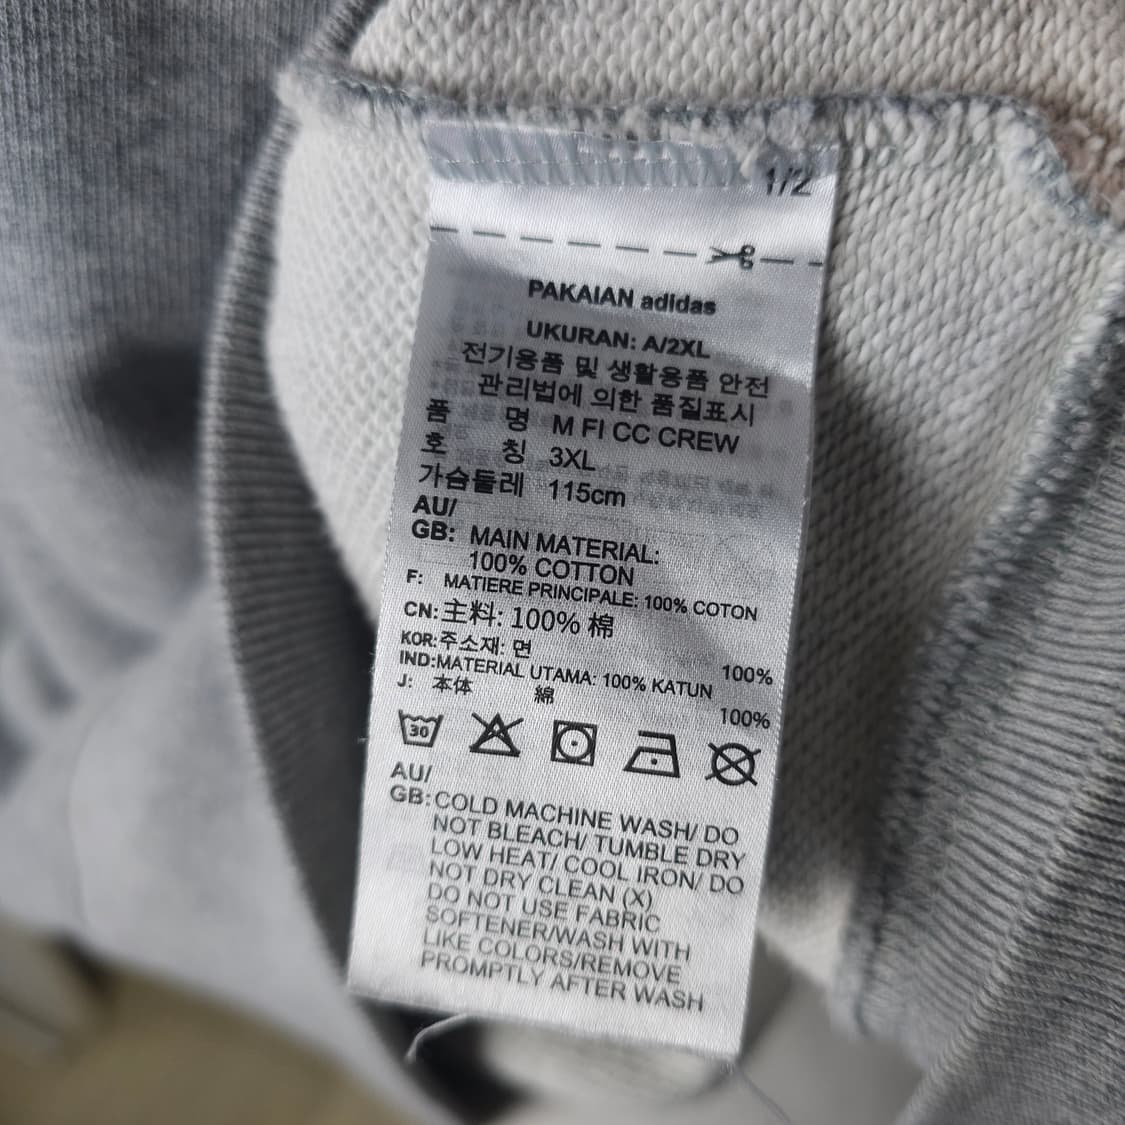 1/2
PAKAIAN adidas
UKURAN: A/2XL
전기용품 및 생활용품 안전
관리법에 의한 품질표시
품 명 M FI CC CREW
호 칭 3XL
가슴둘레 115cm
AU/
GB: MAIN MATERIAL:
100% COTTON
F: MATIERE PRINCIPALE: 100% COTON
CN: 主料: 100% 棉
KOR: 주소재: 면 100%
IND: MATERIAL UTAMA: 100% KATUN
J: 本体 綿 100%
30
AU/
GB: COLD MACHINE WASH/ DO
NOT BLEACH/ TUMBLE DRY
LOW HEAT/ COOL IRON/ DO
NOT DRY CLEAN (X)
DO NOT USE FABRIC
SOFTENER/WASH WITH
LIKE COLORS/REMOVE
PROMPTLY AFTER WASH